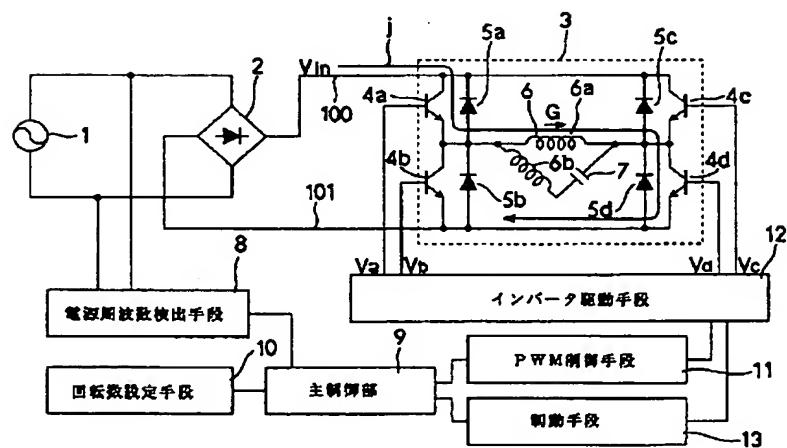 j
5a
3
5c
2
Vin
4a
100
6
6a
G
4c
1
4b
6b
7
4d
101
5b
5d
12
Va
Vb
Vd
Vc
8
インバータ駆動手段
電源周波数検出手段
10
9
PWM制御手段
11
回転数設定手段
主制御部
制動手段
13